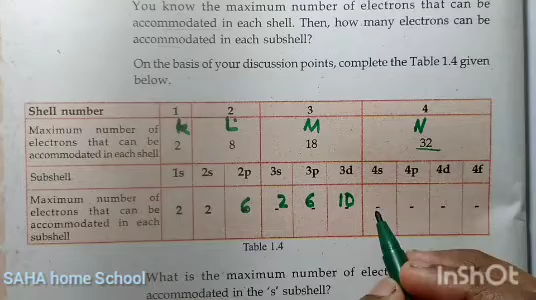 You know the maximum number of electrons that can be
accommodated in each shell. Then, how many electrons can be
accommodated in each subshell?
On the basis of your discussion points, complete the Table 1.4 given
below.
Shell number 1 2 3 4
K L M N
Maximum number of
electrons that can be 2 8 18 32
accommodated in each shell
Subshell 1s 2s 2p 3s 3p 3d 4s 4p 4d 4f
Maximum number of
electrons that can be 2 2 6 2 6 10 - - - -
accommodated in each
subshell
Table 1.4
SAHA home School
What is the maximum number of elect
accommodated in the 's' subshell?
InShOt